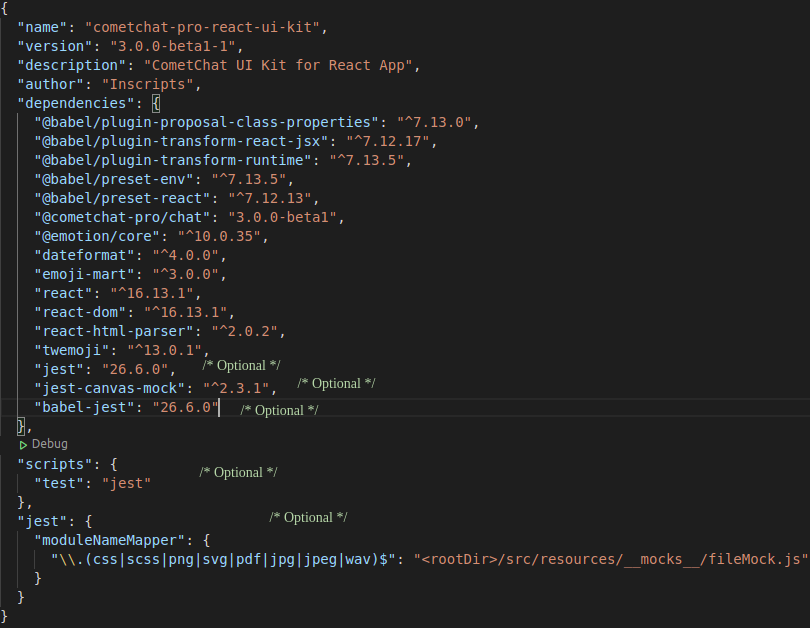 {
"name": "cometchat-pro-react-ui-kit",
"version": "3.0.0-beta1-1",
"description": "CometChat UI Kit for React App",
"author": "Inscripts",
"dependencies": {
"@babel/plugin-proposal-class-properties": "^7.13.0",
"@babel/plugin-transform-react-jsx": "^7.12.17",
"@babel/plugin-transform-runtime": "^7.13.5",
"@babel/preset-env": "^7.13.5",
"@babel/preset-react": "^7.12.13",
"@cometchat-pro/chat": "3.0.0-beta1",
"@emotion/core": "^10.0.35",
"dateformat": "^4.0.0",
"emoji-mart": "^3.0.0",
"react": "^16.13.1",
"react-dom": "^16.13.1",
"react-html-parser": "^2.0.2",
"twemoji": "^13.0.1",
"jest": "26.6.0", /* Optional */
"jest-canvas-mock": "^2.3.1", /* Optional */
"babel-jest": "26.6.0" /* Optional */
},
Debug
"scripts": { /* Optional */
"test": "jest"
},
"jest": { /* Optional */
"moduleNameMapper": {
"\\.(css|scss|png|svg|pdf|jpg|jpeg|wav)$": "<rootDir>/src/resources/__mocks__/fileMock.js"
}
}
}